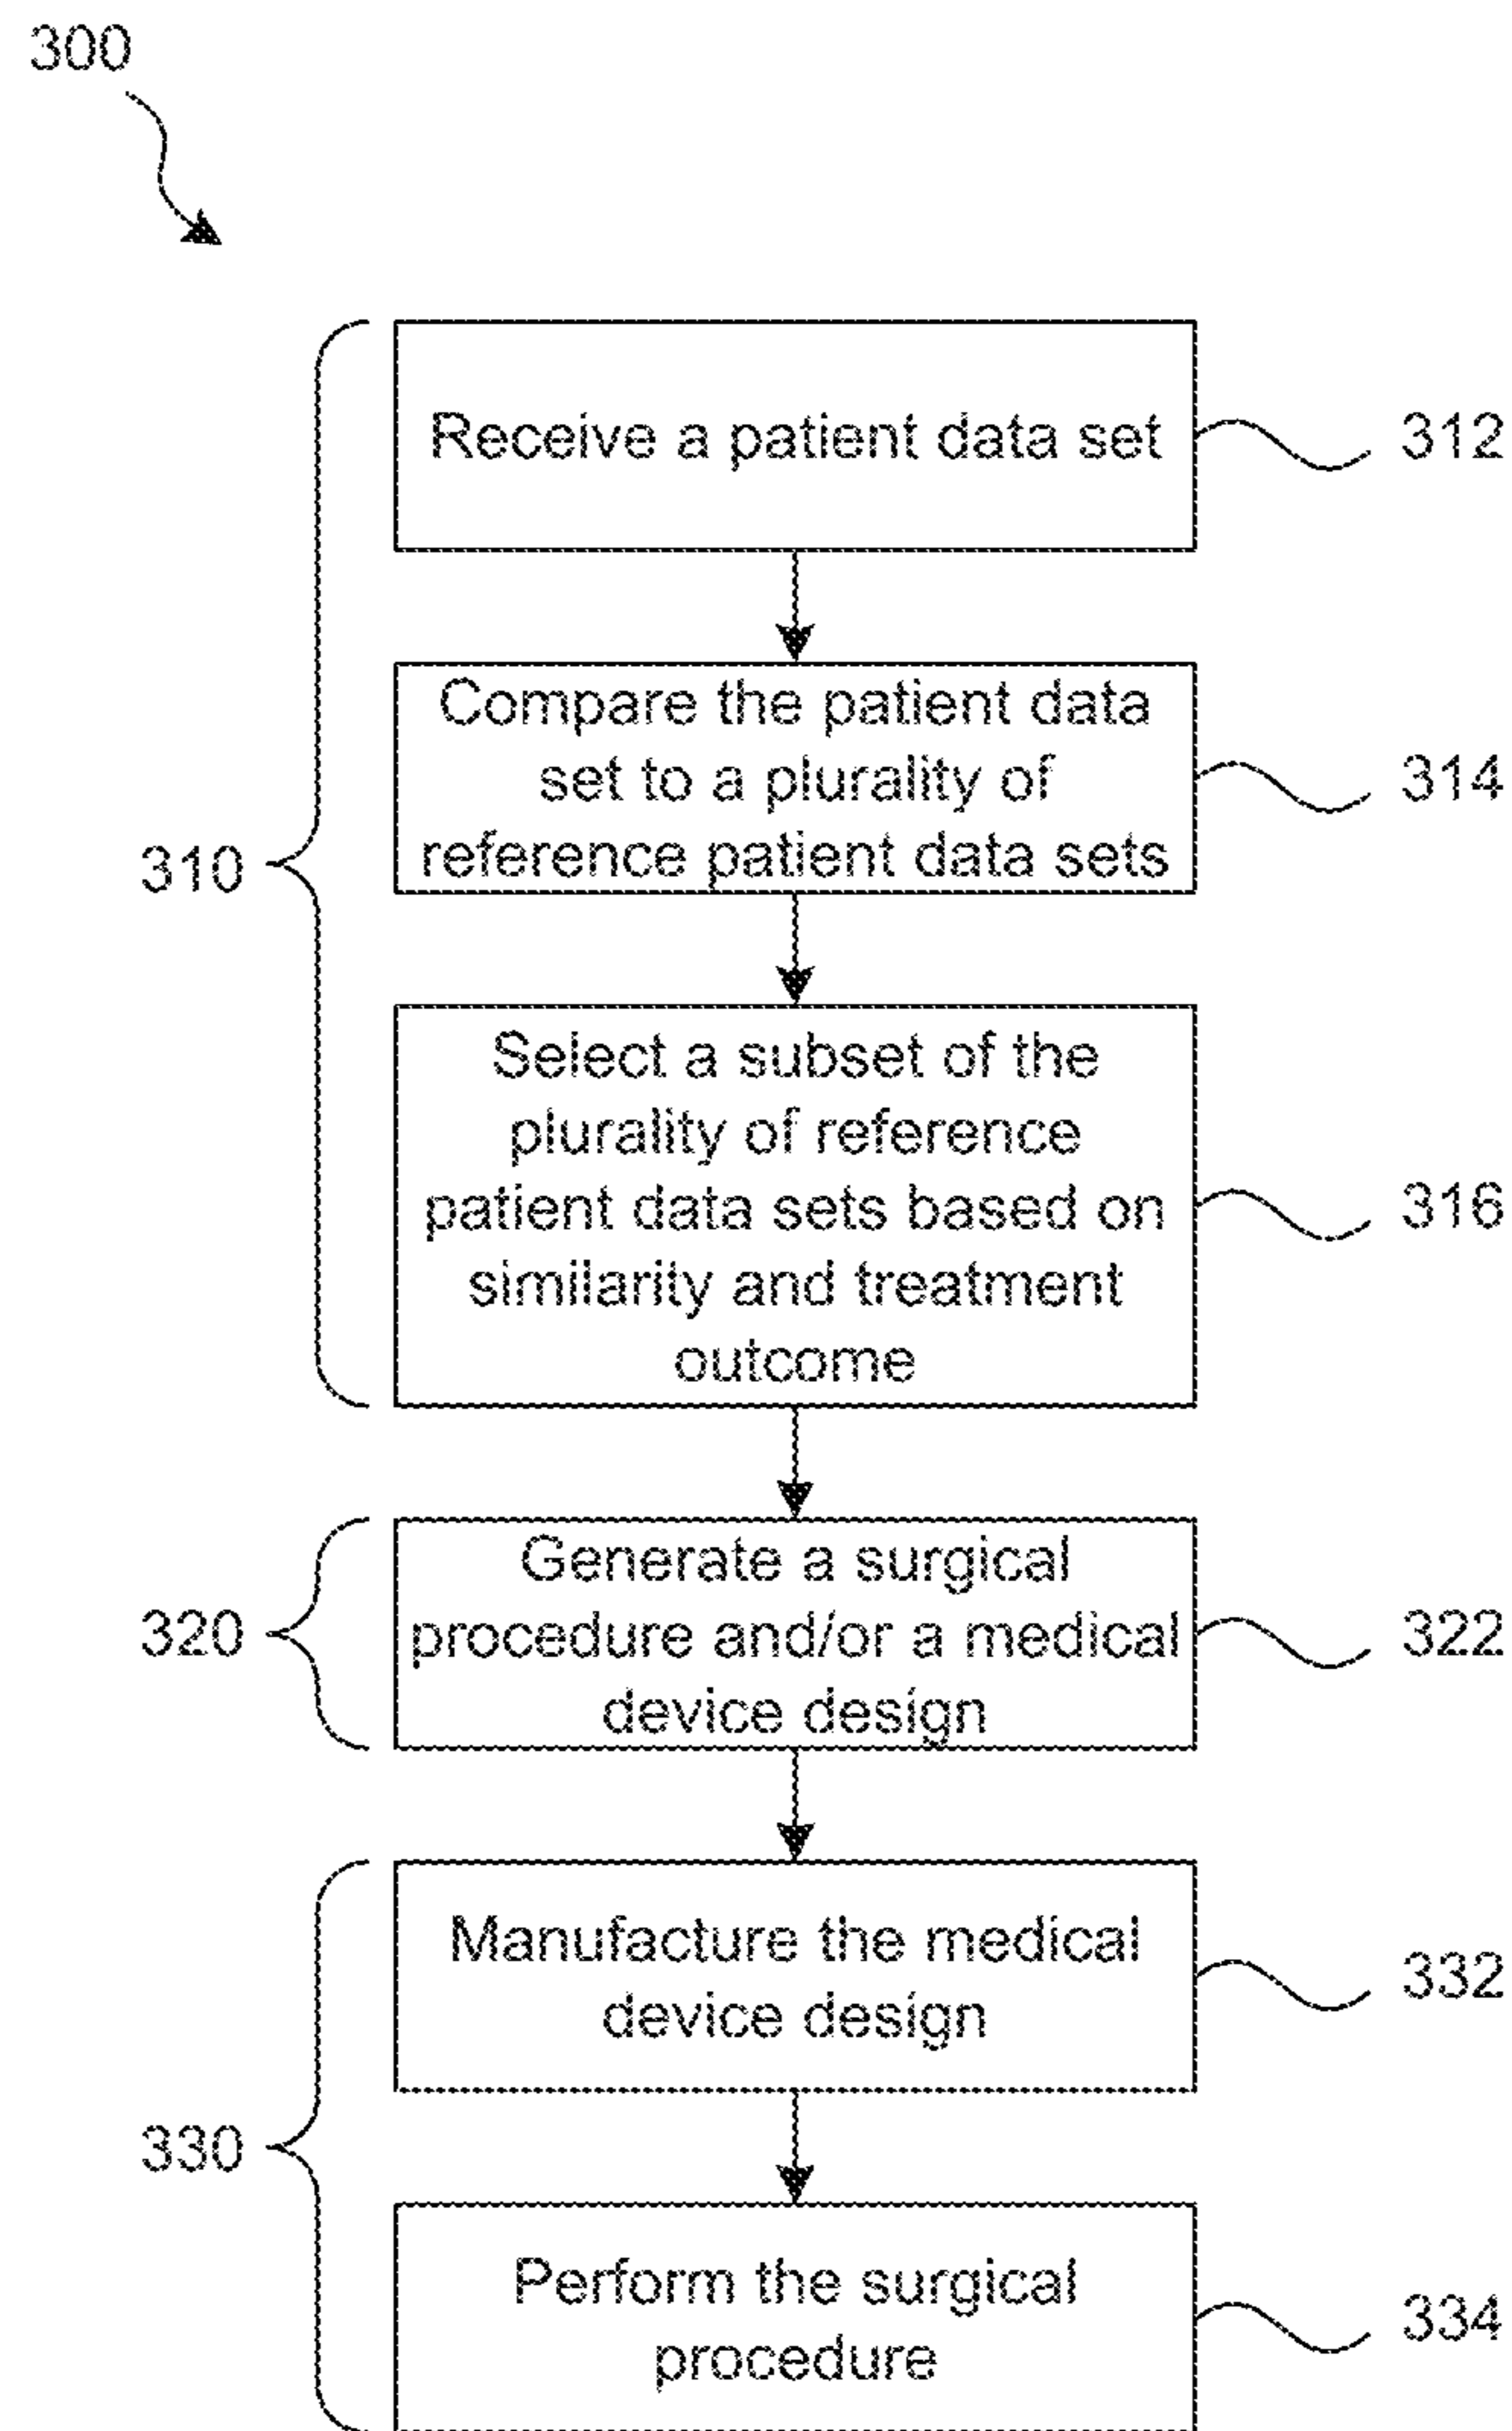 300
Receive a patient data set
312
Compare the patient data
set to a plurality of
reference patient data sets
314
310
Select a subset of the
plurality of reference
patient data sets based on
similarity and treatment
outcome
316
Generate a surgical
procedure and/or a medical
device design
320
322
Manufacture the medical
device design
332
330
Perform the surgical
procedure
334